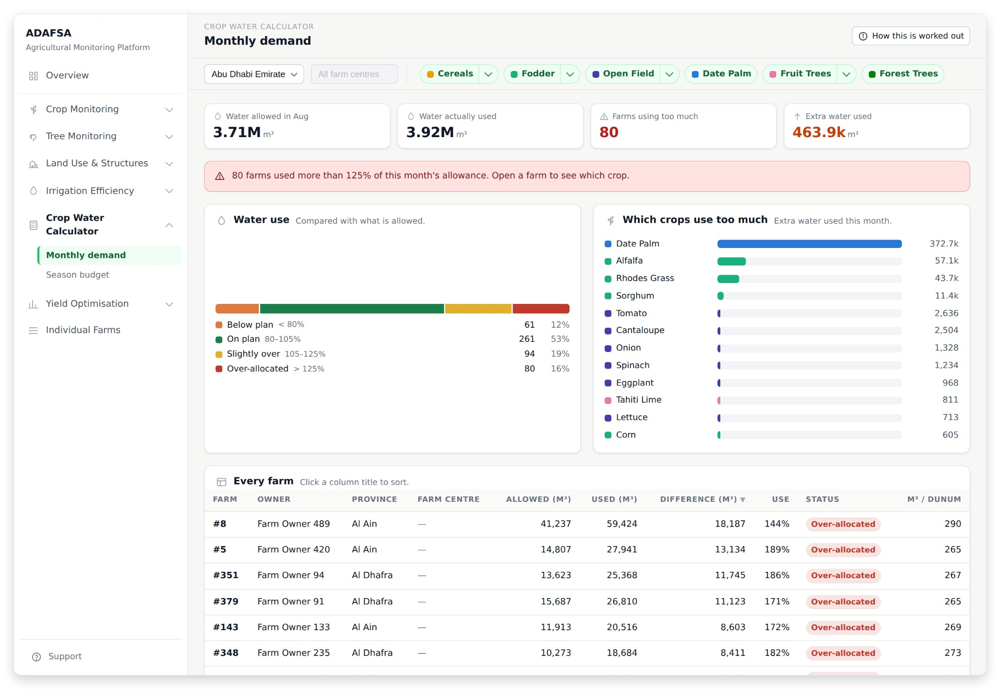 ADAFSA
Agricultural Monitoring Platform
Overview
Crop Monitoring
Tree Monitoring
Land Use & Structures
Irrigation Efficiency
Crop Water
Calculator
Monthly demand
Season budget
Yield Optimisation
Individual Farms
Support
CROP WATER CALCULATOR
Monthly demand
How this is worked out
Abu Dhabi Emirate
All farm centres
Cereals
Fodder
Open Field
Date Palm
Fruit Trees
Forest Trees
Water allowed in Aug
3.71M m³
Water actually used
3.92M m³
Farms using too much
80
Extra water used
463.9k m³
80 farms used more than 125% of this month's allowance. Open a farm to see which crop.
Water use Compared with what is allowed.
Below plan < 80% 61 12%
On plan 80–105% 261 53%
Slightly over 105–125% 94 19%
Over-allocated > 125% 80 16%
Which crops use too much Extra water used this month.
Date Palm 372.7k
Alfalfa 57.1k
Rhodes Grass 43.7k
Sorghum 11.4k
Tomato 2,636
Cantaloupe 2,504
Onion 1,328
Spinach 1,234
Eggplant 968
Tahiti Lime 811
Lettuce 713
Corn 605
Every farm Click a column title to sort.
FARM OWNER PROVINCE FARM CENTRE ALLOWED (M³) USED (M³) DIFFERENCE (M³) ▼ USE STATUS M³ / DUNUM
#8 Farm Owner 489 Al Ain — 41,237 59,424 18,187 144% Over-allocated 290
#5 Farm Owner 420 Al Ain — 14,807 27,941 13,134 189% Over-allocated 265
#351 Farm Owner 94 Al Dhafra — 13,623 25,368 11,745 186% Over-allocated 267
#379 Farm Owner 91 Al Dhafra — 15,687 26,810 11,123 171% Over-allocated 265
#143 Farm Owner 133 Al Ain — 11,913 20,516 8,603 172% Over-allocated 269
#348 Farm Owner 235 Al Dhafra — 10,273 18,684 8,411 182% Over-allocated 273